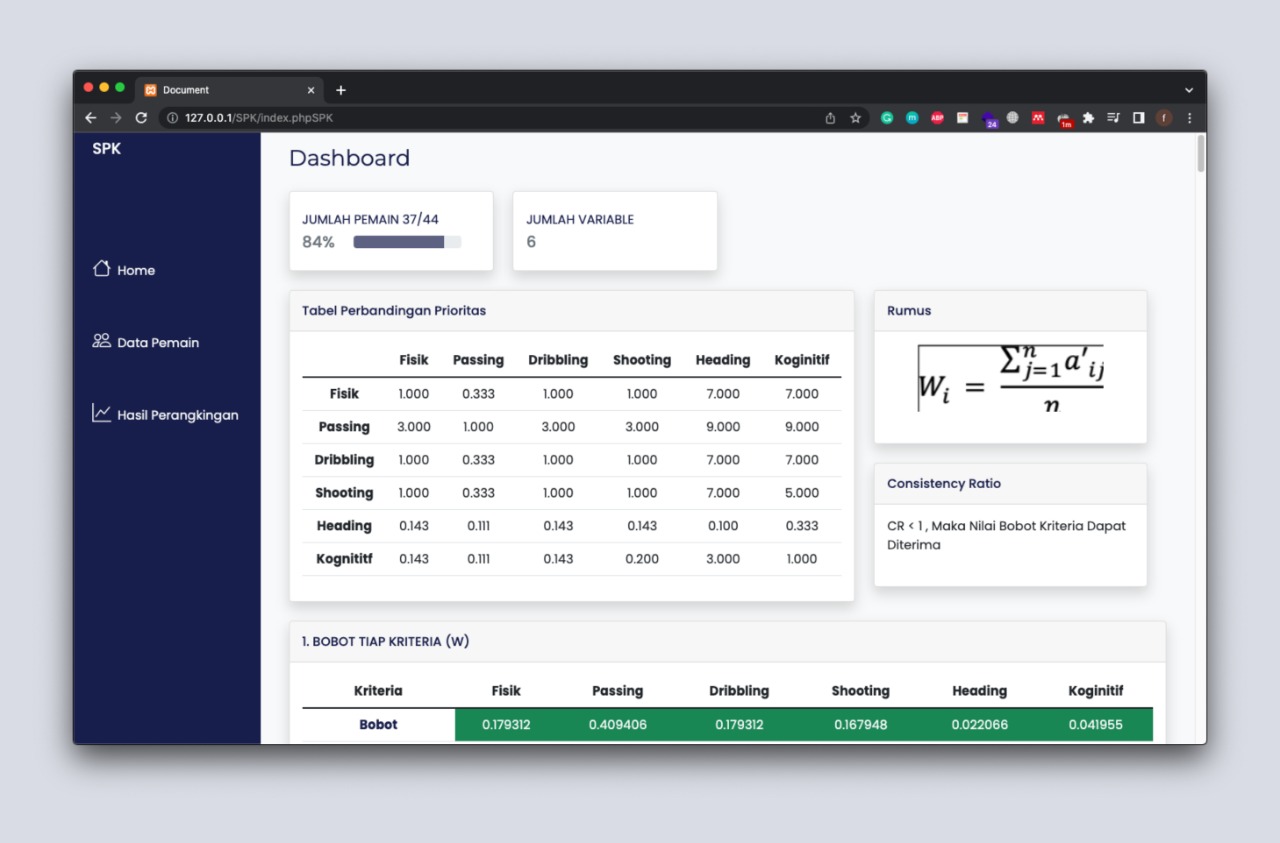 Document
127.0.0.1/SPK/index.phpSPK
ABP
24
1m
f
SPK
Home
Data Pemain
Hasil Perangkingan
Dashboard
JUMLAH PEMAIN 37/44
84%
JUMLAH VARIABLE
6
Tabel Perbandingan Prioritas
Fisik Passing Dribbling Shooting Heading Koginitif
Fisik 1.000 0.333 1.000 1.000 7.000 7.000
Passing 3.000 1.000 3.000 3.000 9.000 9.000
Dribbling 1.000 0.333 1.000 1.000 7.000 7.000
Shooting 1.000 0.333 1.000 1.000 7.000 5.000
Heading 0.143 0.111 0.143 0.143 0.100 0.333
Kognititf 0.143 0.111 0.143 0.200 3.000 1.000
Rumus
W_i = ∑_{j=1}^n a'_{ij} / n
Consistency Ratio
CR < 1 , Maka Nilai Bobot Kriteria Dapat
Diterima
1. BOBOT TIAP KRITERIA (W)
Kriteria Fisik Passing Dribbling Shooting Heading Koginitif
Bobot 0.179312 0.409406 0.179312 0.167948 0.022066 0.041955